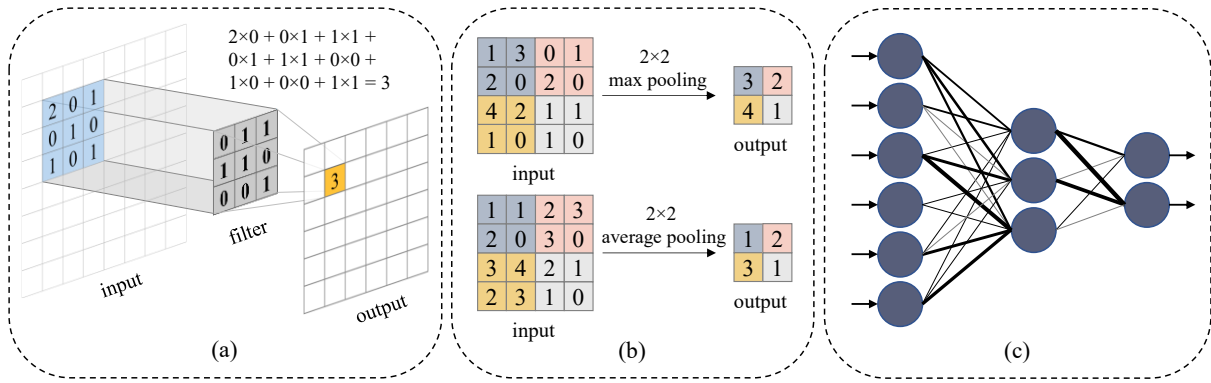 2×0 + 0×1 + 1×1 +
0×1 + 1×1 + 0×0 +
1×0 + 0×0 + 1×1 = 3
2 0 1
0 1 0
1 0 1
input
0 1 1
1 1 0
0 0 1
filter
3
output
(a)
1 3 0 1
2 0 2 0
4 2 1 1
1 0 1 0
input
2×2
max pooling
3 2
4 1
output
1 1 2 3
2 0 3 0
3 4 2 1
2 3 1 0
input
2×2
average pooling
1 2
3 1
output
(b)
(c)